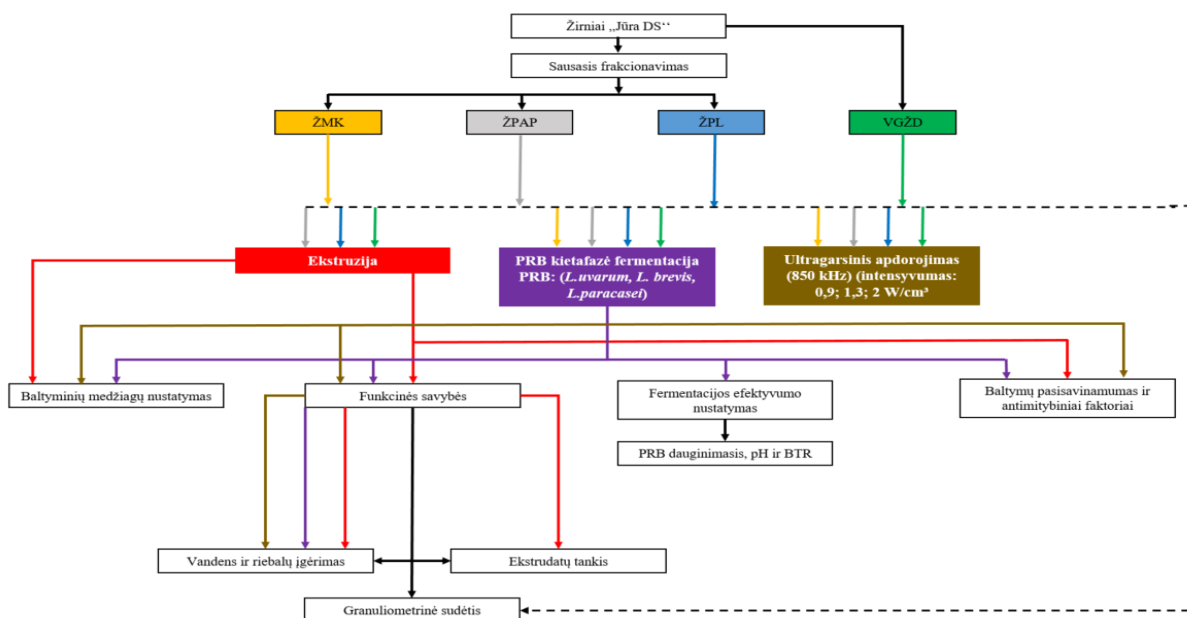 Žirniai „Jūra DS“
Sausasis frakcionavimas
ŽMK
ŽPAP
ŽPL
VGŽD
Ekstruzija
PRB kietafazė fermentacija
PRB: (L.uvarum, L. brevis,
L.paracasei)
Ultragarsinis apdorojimas
(850 kHz) (intensyvumas:
0,9; 1,3; 2 W/cm³
Baltyminių medžiagų nustatymas
Funkcinės savybės
Fermentacijos efektyvumo
nustatymas
Baltymų pasisavinamumas ir
antimitybiniai faktoriai
PRB dauginimasis, pH ir BTR
Vandens ir riebalų įgėrimas
Ekstrudatų tankis
Granuliometrinė sudėtis